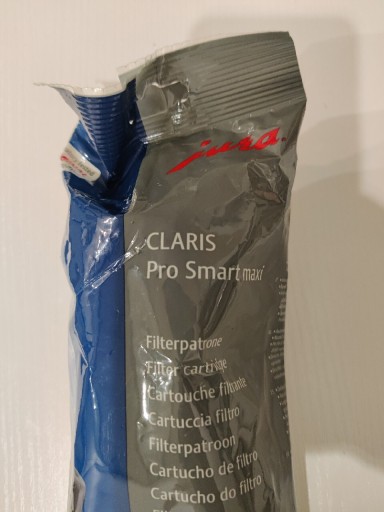 jura
CLARIS
Pro Smart maxi
Filterpatrone
Filter cartridge
Cartouche filtrante
Cartuccia filtro
Filterpatroon
Cartucho de filtro
Cartucho do filtro